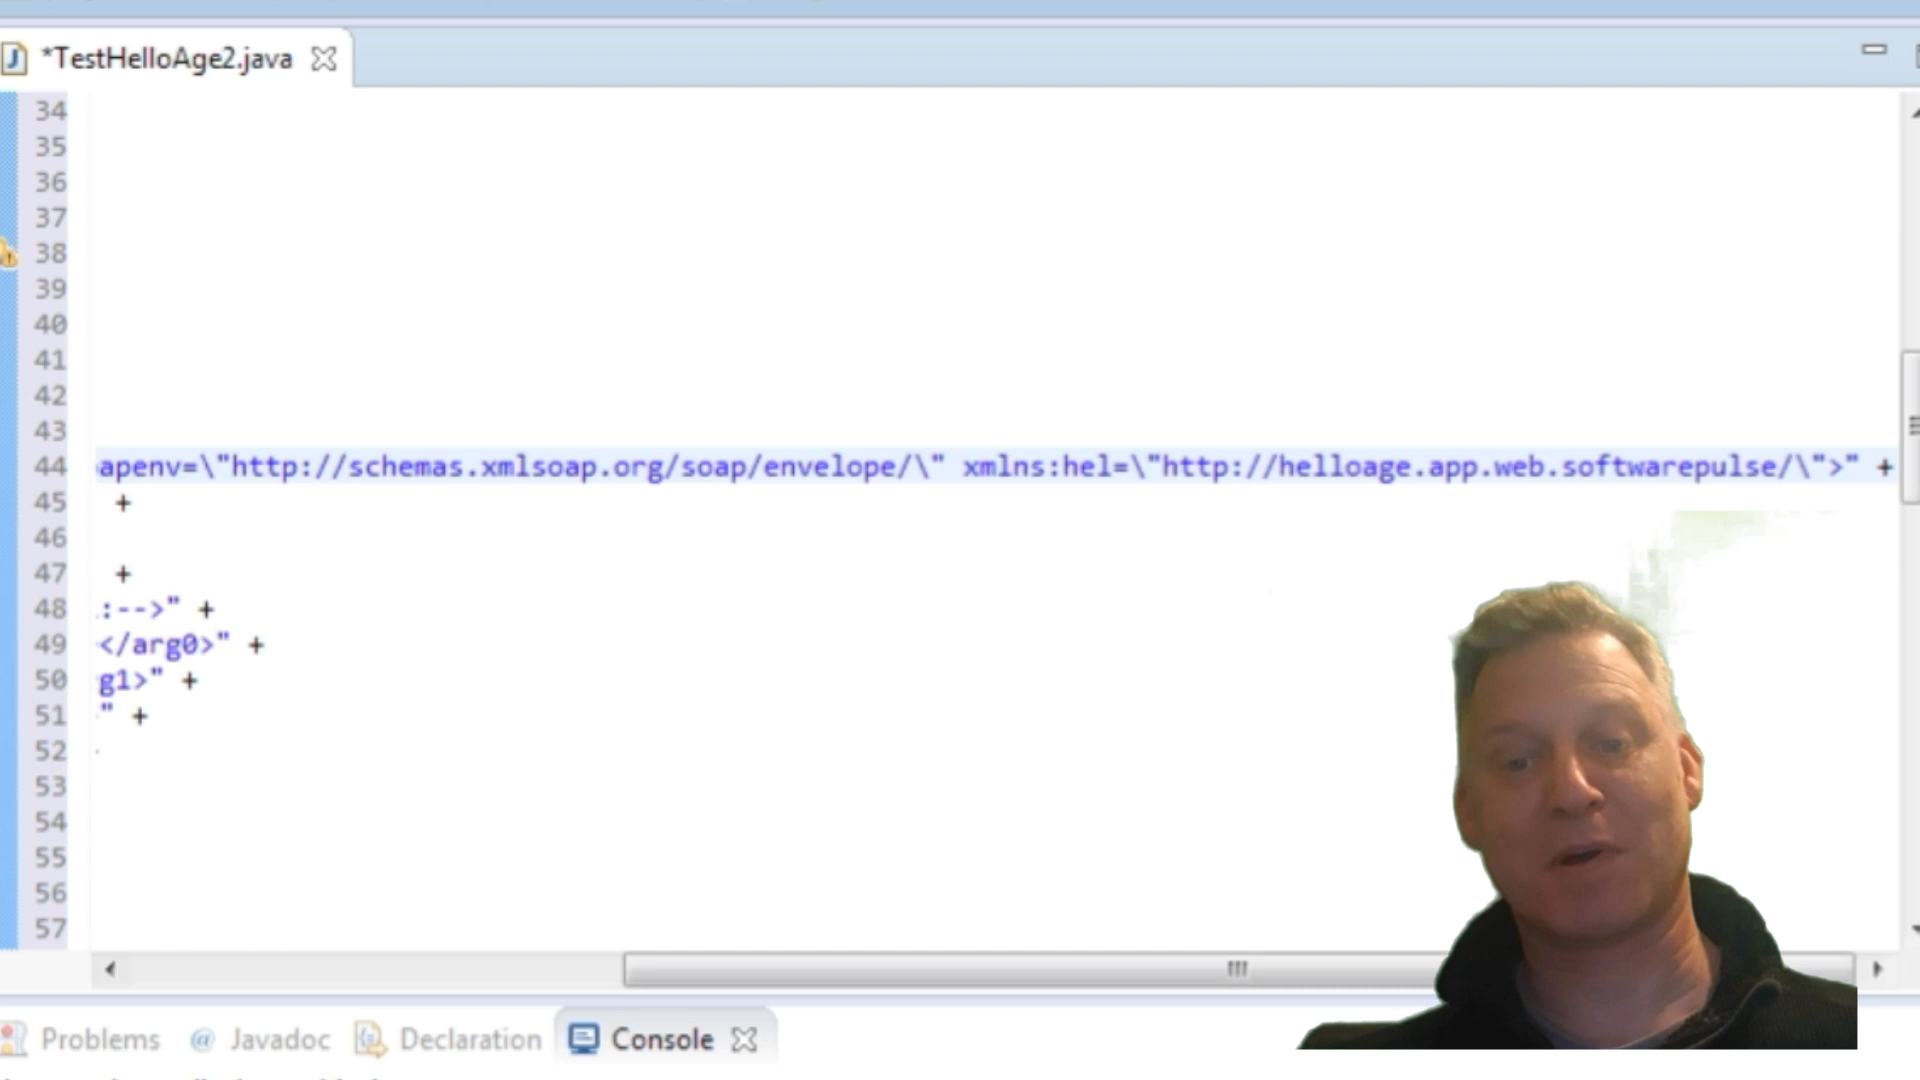 *TestHelloAge2.java
34
35
36
37
38
39
40
41
42
43
44 apenv=\"http://schemas.xmlsoap.org/soap/envelope/\" xmlns:hel=\"http://helloage.app.web.softwarepulse/\">" +
45 +
46
47 +
48 :-->" +
49 </arg0>" +
50 g1>" +
51 " +
52
53
54
55
56
57
Problems @ Javadoc Declaration Console